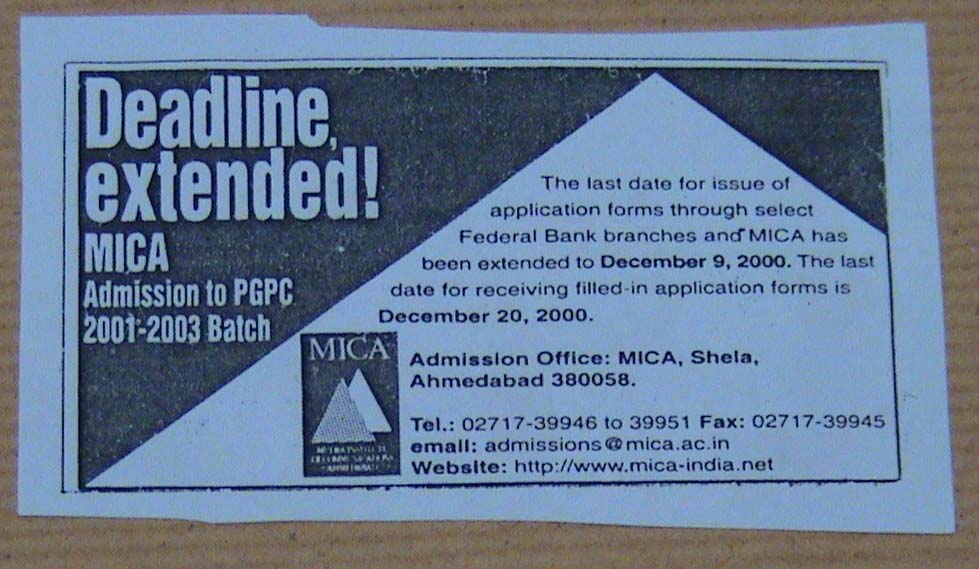 Deadline,
extended!
MICA
Admission to PGPC
2001-2003 Batch
The last date for issue of
application forms through select
Federal Bank branches and MICA has
been extended to December 9, 2000. The last
date for receiving filled-in application forms is
December 20, 2000.
MICA
Admission Office: MICA, Shela,
Ahmedabad 380058.
Tel.: 02717-39946 to 39951 Fax: 02717-39945
email: admissions@mica.ac.in
Website: http://www.mica-india.net